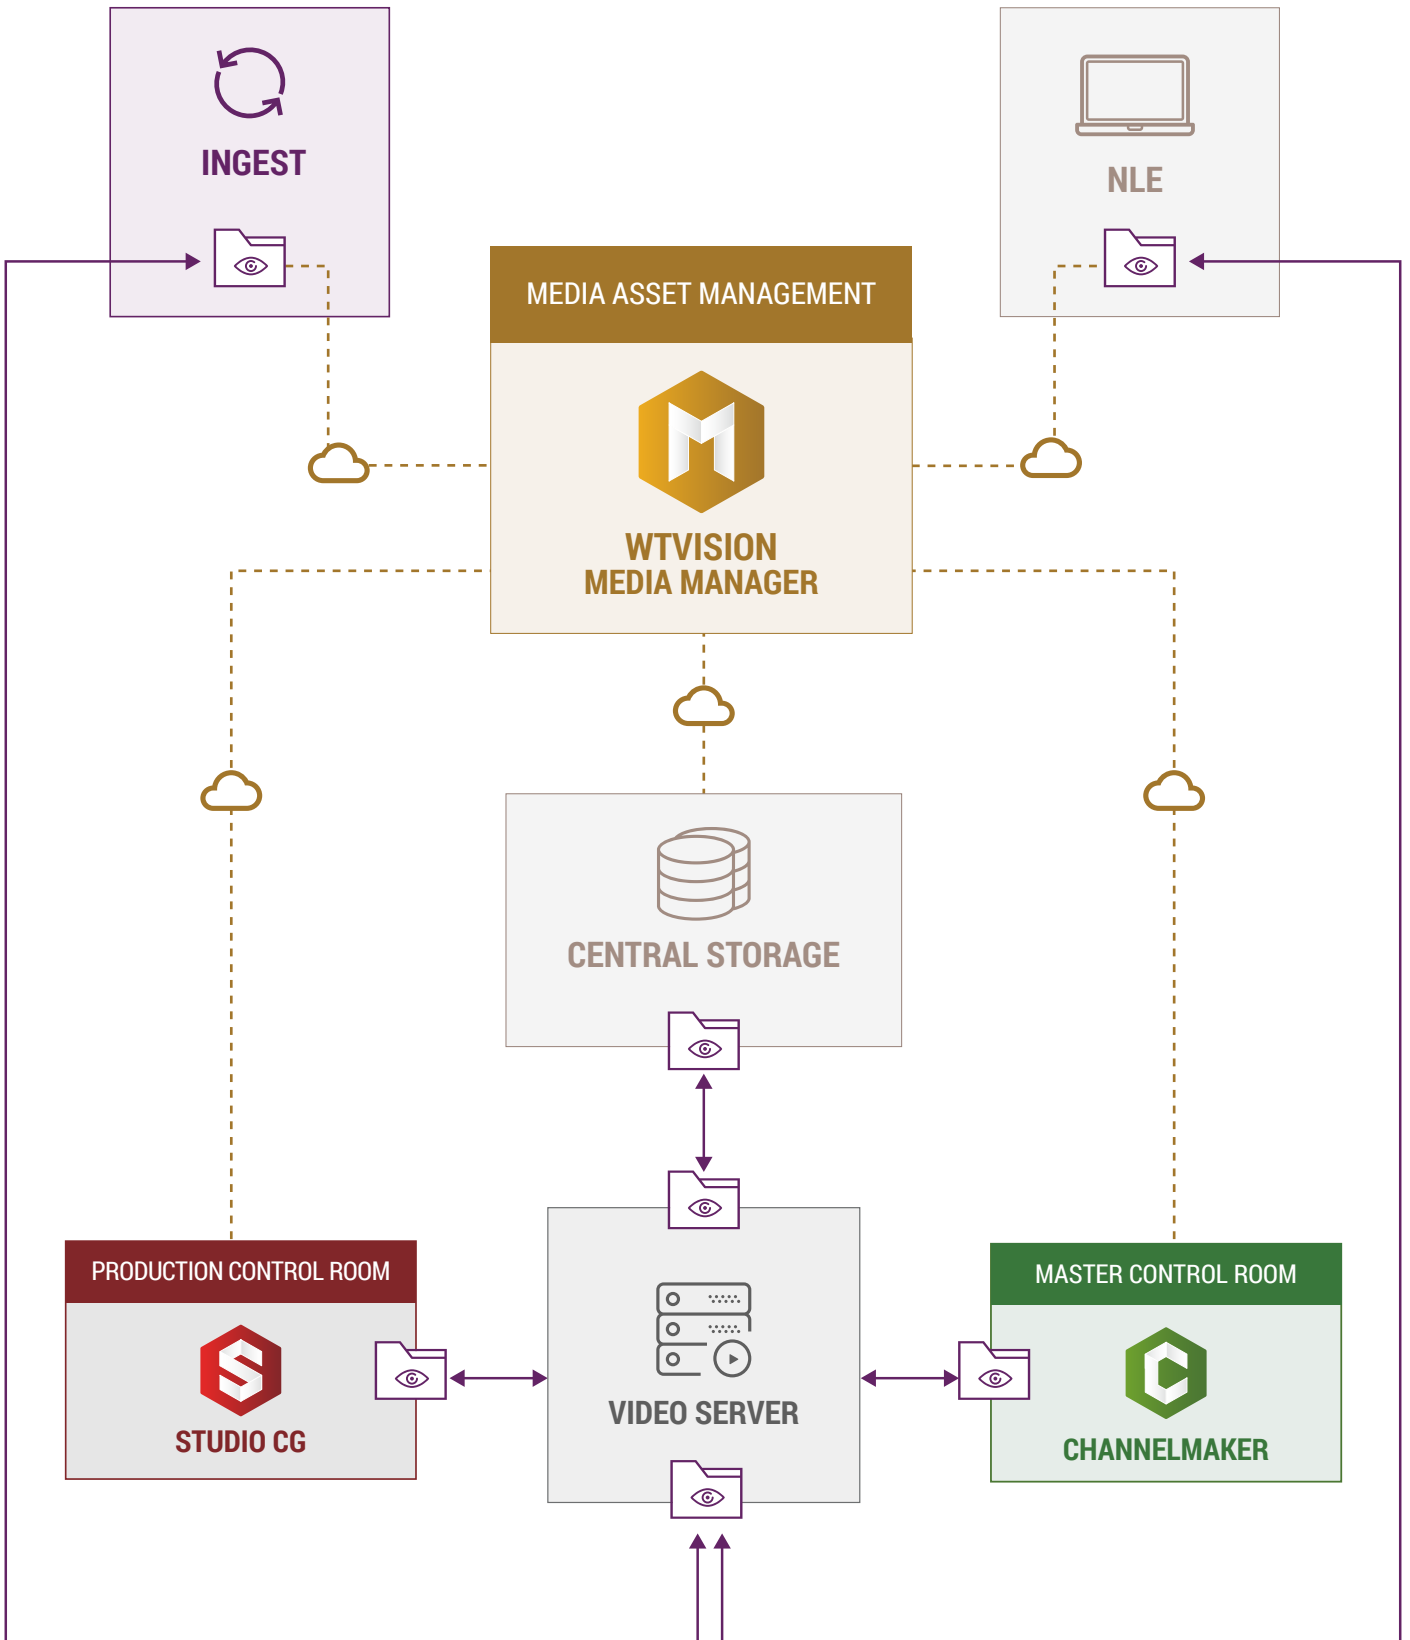 INGEST
NLE
MEDIA ASSET MANAGEMENT
WTVISION
MEDIA MANAGER
CENTRAL STORAGE
PRODUCTION CONTROL ROOM
STUDIO CG
VIDEO SERVER
MASTER CONTROL ROOM
CHANNELMAKER